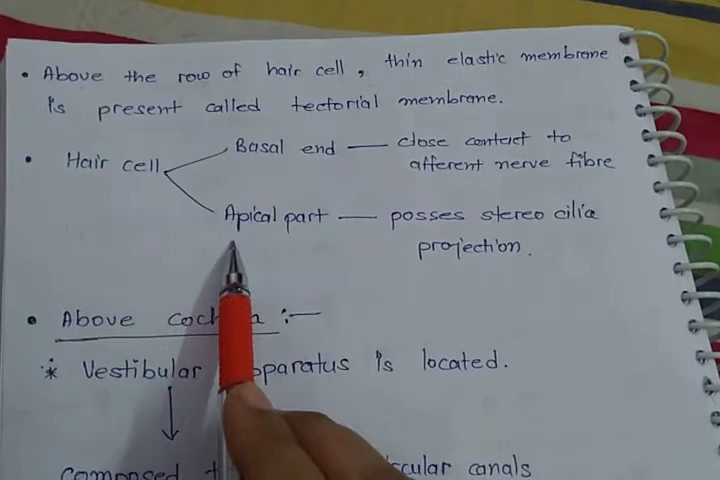 • Above the row of hair cell, thin elastic membrane
is present called tectorial membrane.
• Hair cell
Basal end — close contact to
afferent nerve fibre
Apical part — posses stereo cilia
projection.
• Above :—
* Vestibular is located.
composed canals